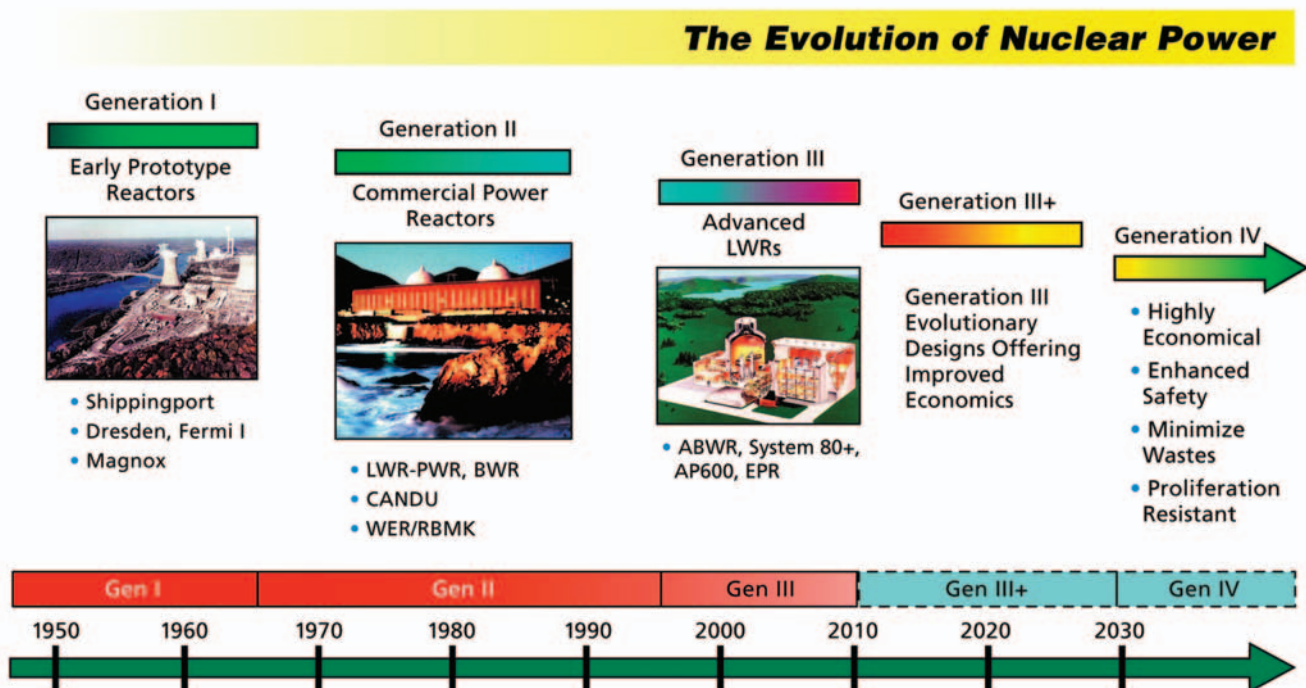 The Evolution of Nuclear Power
Generation I
Early Prototype
Reactors
• Shippingport
• Dresden, Fermi I
• Magnox
Generation II
Commercial Power
Reactors
• LWR-PWR, BWR
• CANDU
• WER/RBMK
Generation III
Advanced
LWRs
• ABWR, System 80+,
AP600, EPR
Generation III+
Generation III
Evolutionary
Designs Offering
Improved
Economics
Generation IV
• Highly
Economical
• Enhanced
Safety
• Minimize
Wastes
• Proliferation
Resistant
Gen I Gen II Gen III Gen III+ Gen IV
1950 1960 1970 1980 1990 2000 2010 2020 2030